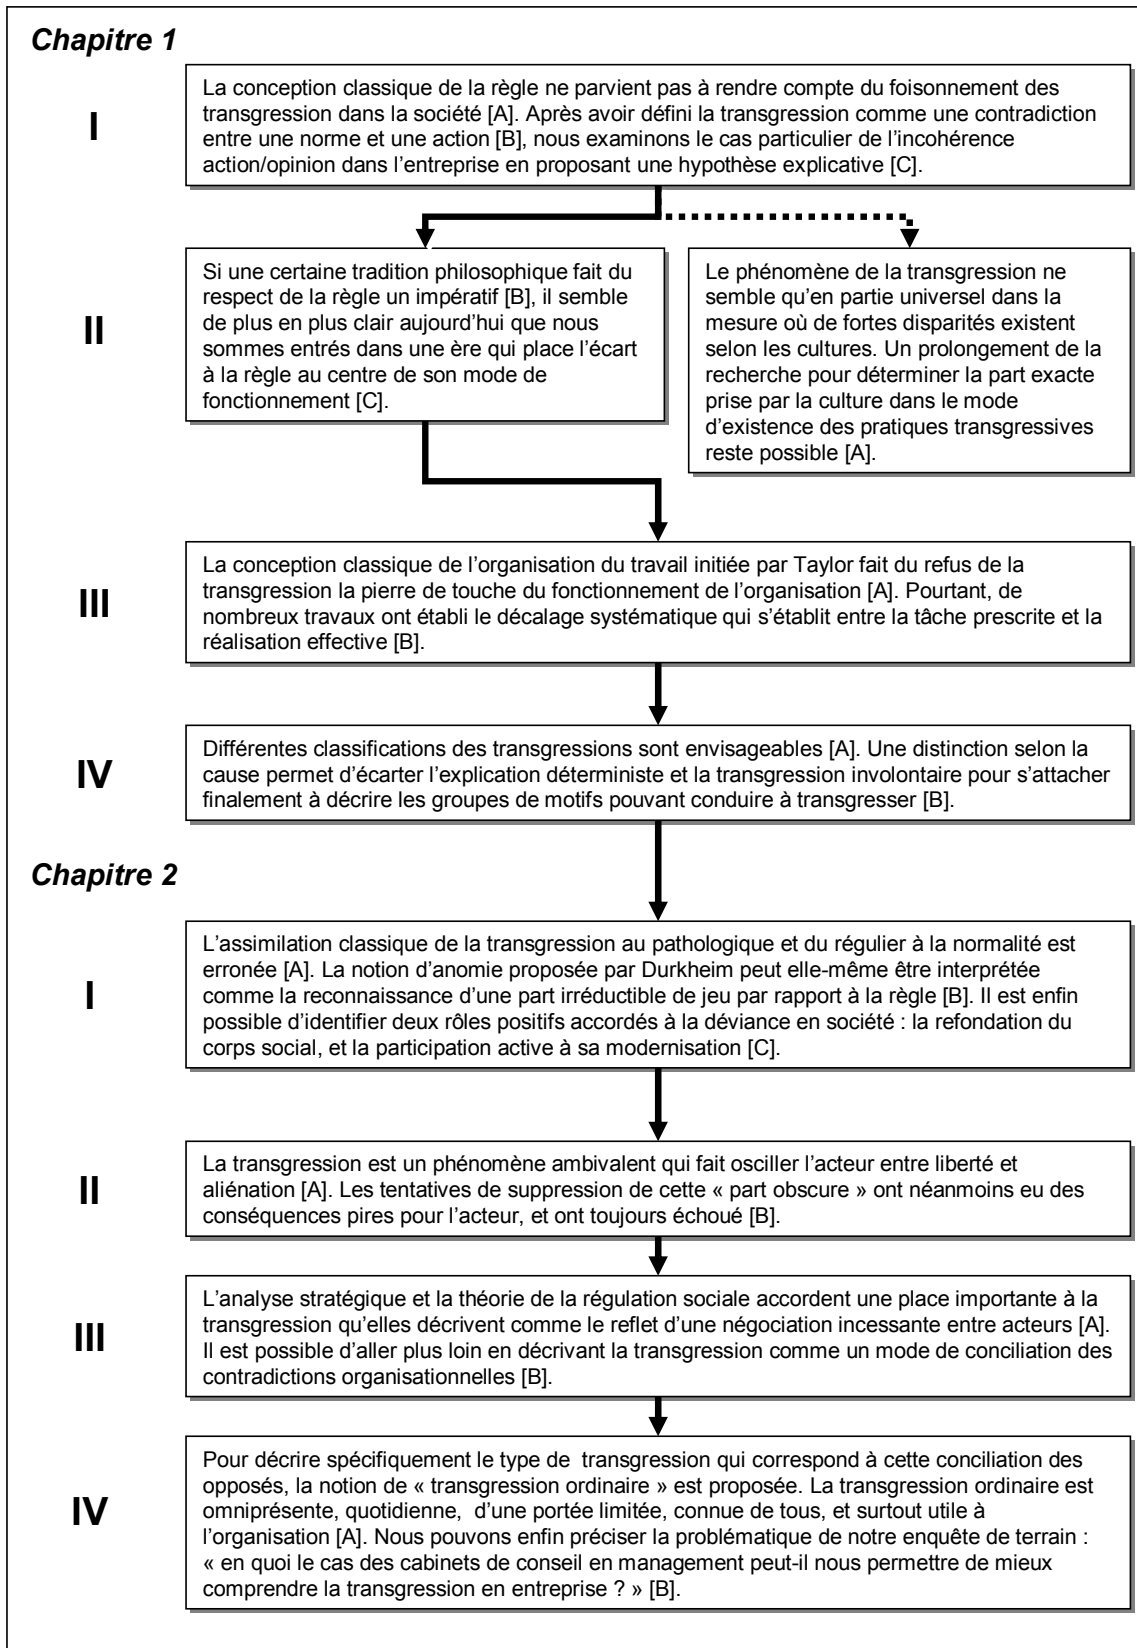 Chapitre 1
I
La conception classique de la règle ne parvient pas à rendre compte du foisonnement des
transgression dans la société [A]. Après avoir défini la transgression comme une contradiction
entre une norme et une action [B], nous examinons le cas particulier de l'incohérence
action/opinion dans l'entreprise en proposant une hypothèse explicative [C].
II
Si une certaine tradition philosophique fait du
respect de la règle un impératif [B], il semble
de plus en plus clair aujourd'hui que nous
sommes entrés dans une ère qui place l'écart
à la règle au centre de son mode de
fonctionnement [C].
Le phénomène de la transgression ne
semble qu'en partie universel dans la
mesure où de fortes disparités existent
selon les cultures. Un prolongement de la
recherche pour déterminer la part exacte
prise par la culture dans le mode
d'existence des pratiques transgressives
reste possible [A].
III
La conception classique de l'organisation du travail initiée par Taylor fait du refus de la
transgression la pierre de touche du fonctionnement de l'organisation [A]. Pourtant, de
nombreux travaux ont établi le décalage systématique qui s'établit entre la tâche prescrite et la
réalisation effective [B].
IV
Différentes classifications des transgressions sont envisageables [A]. Une distinction selon la
cause permet d'écarter l'explication déterministe et la transgression involontaire pour s'attacher
finalement à décrire les groupes de motifs pouvant conduire à transgresser [B].
Chapitre 2
I
L'assimilation classique de la transgression au pathologique et du régulier à la normalité est
erronée [A]. La notion d'anomie proposée par Durkheim peut elle-même être interprétée
comme la reconnaissance d'une part irréductible de jeu par rapport à la règle [B]. Il est enfin
possible d'identifier deux rôles positifs accordés à la déviance en société : la refondation du
corps social, et la participation active à sa modernisation [C].
II
La transgression est un phénomène ambivalent qui fait osciller l'acteur entre liberté et
aliénation [A]. Les tentatives de suppression de cette « part obscure » ont néanmoins eu des
conséquences pires pour l'acteur, et ont toujours échoué [B].
III
L'analyse stratégique et la théorie de la régulation sociale accordent une place importante à la
transgression qu'elles décrivent comme le reflet d'une négociation incessante entre acteurs [A].
Il est possible d'aller plus loin en décrivant la transgression comme un mode de conciliation des
contradictions organisationnelles [B].
IV
Pour décrire spécifiquement le type de transgression qui correspond à cette conciliation des
opposés, la notion de « transgression ordinaire » est proposée. La transgression ordinaire est
omniprésente, quotidienne, d'une portée limitée, connue de tous, et surtout utile à
l'organisation [A]. Nous pouvons enfin préciser la problématique de notre enquête de terrain :
« en quoi le cas des cabinets de conseil en management peut-il nous permettre de mieux
comprendre la transgression en entreprise ? » [B].